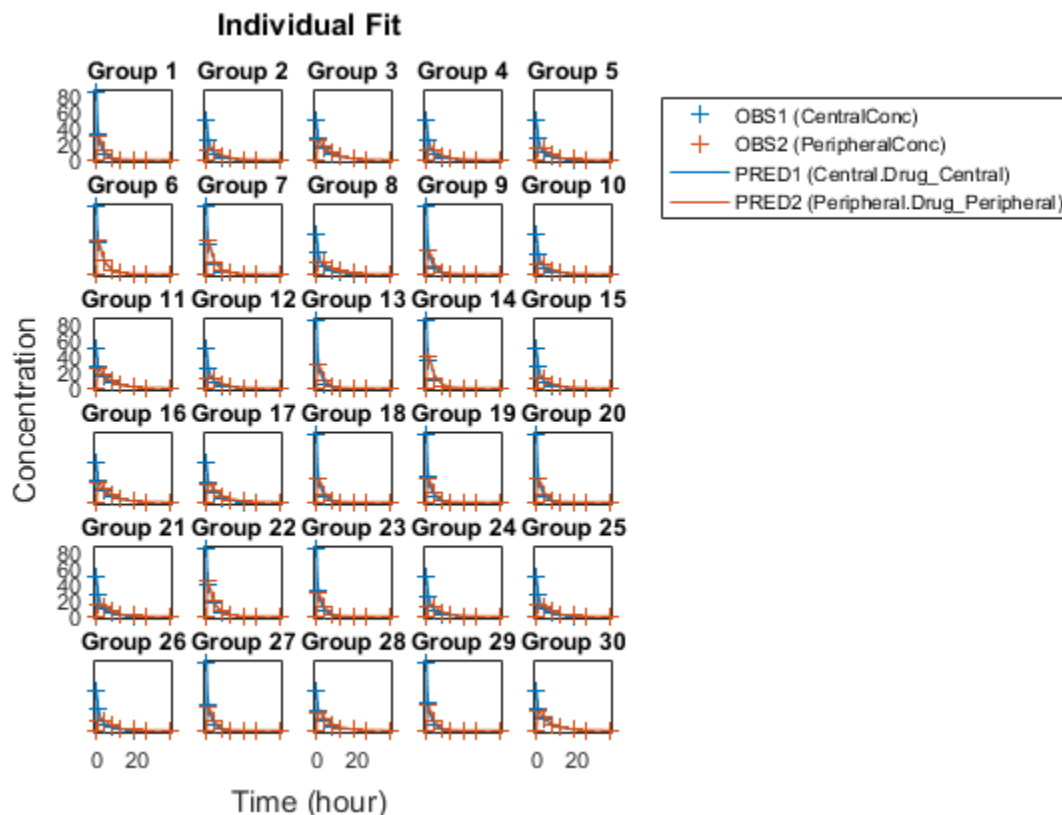 Individual Fit
Group 1 Group 2 Group 3 Group 4 Group 5
80
60
40
20
0
Group 6 Group 7 Group 8 Group 9 Group 10
Group 11 Group 12 Group 13 Group 14 Group 15
80
60
40
20
0
Group 16 Group 17 Group 18 Group 19 Group 20
Group 21 Group 22 Group 23 Group 24 Group 25
80
60
40
20
0
Group 26 Group 27 Group 28 Group 29 Group 30
0 20 0 20 0 20
Time (hour)
Concentration
OBS1 (CentralConc)
OBS2 (PeripheralConc)
PRED1 (Central.Drug_Central)
PRED2 (Peripheral.Drug_Peripheral)